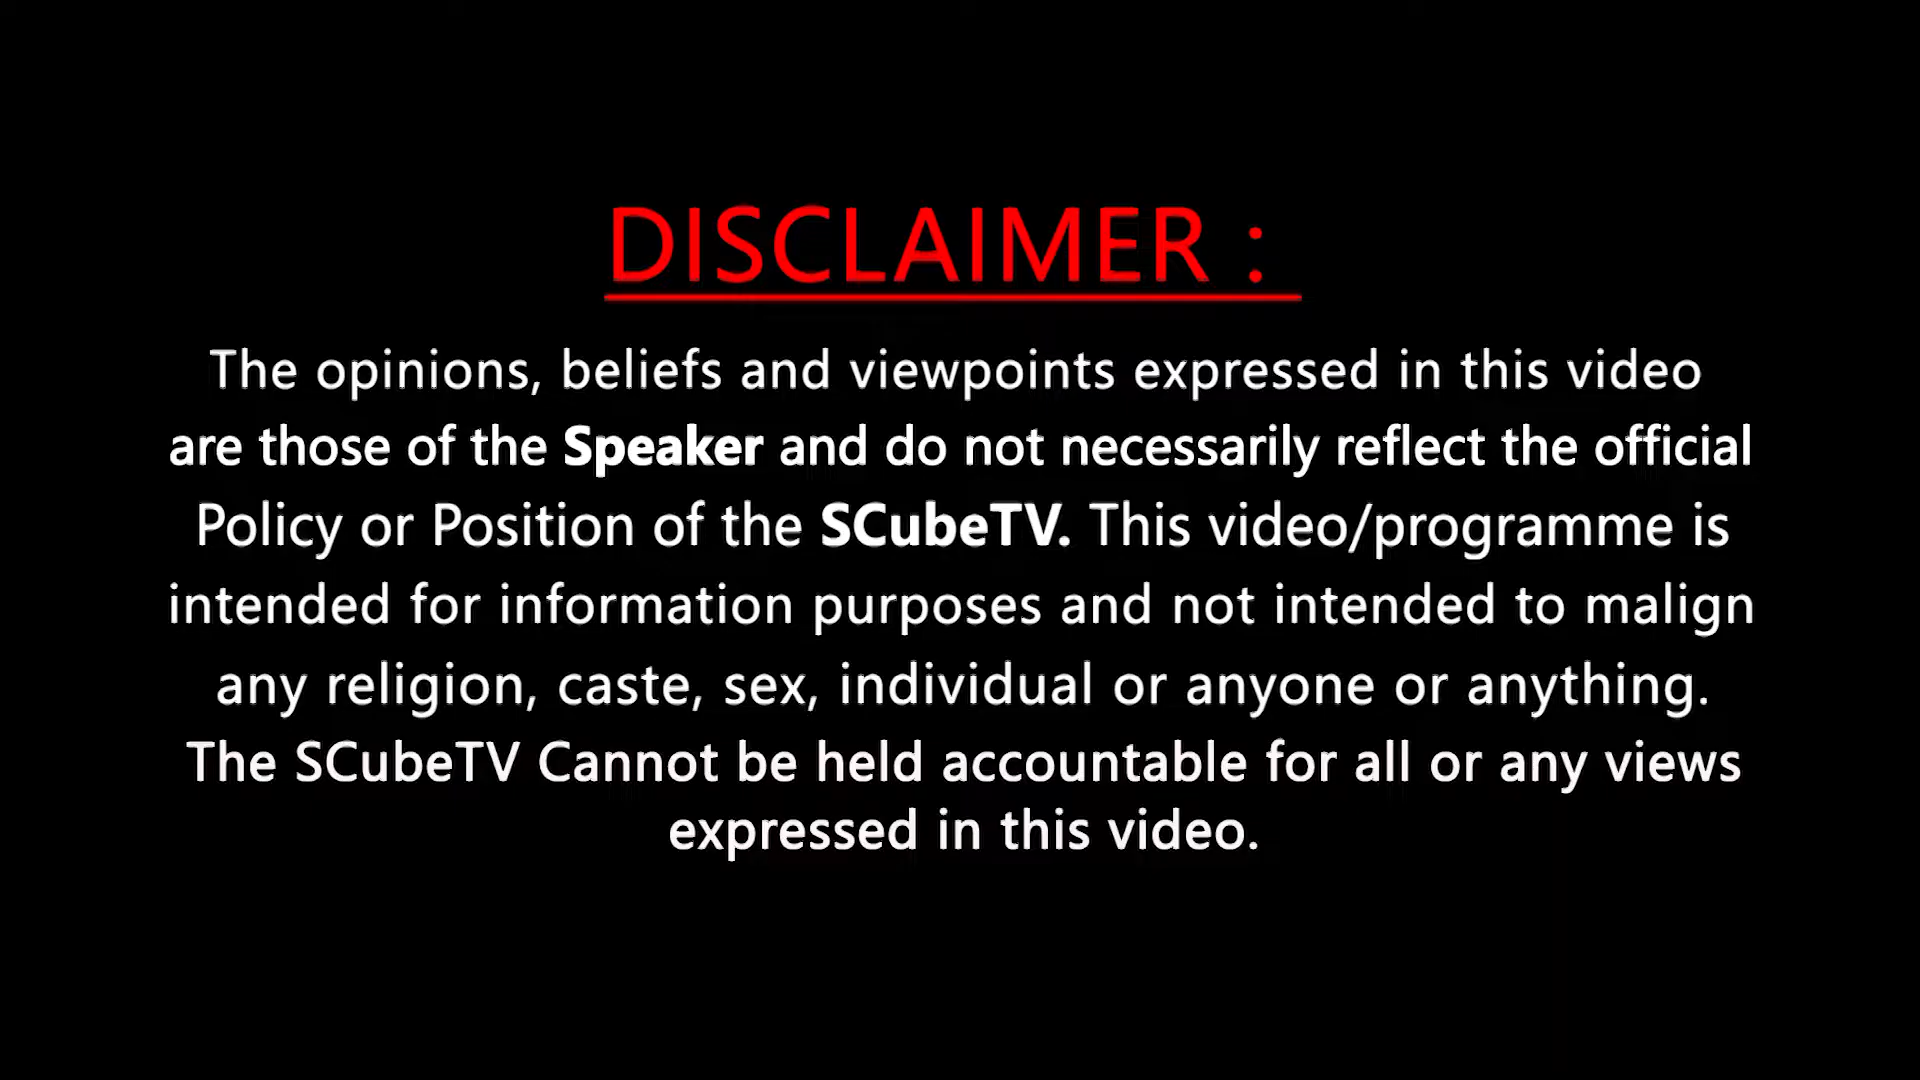 DISCLAIMER :
The opinions, beliefs and viewpoints expressed in this video
are those of the Speaker and do not necessarily reflect the official
Policy or Position of the SCubeTV. This video/programme is
intended for information purposes and not intended to malign
any religion, caste, sex, individual or anyone or anything.
The SCubeTV Cannot be held accountable for all or any views
expressed in this video.